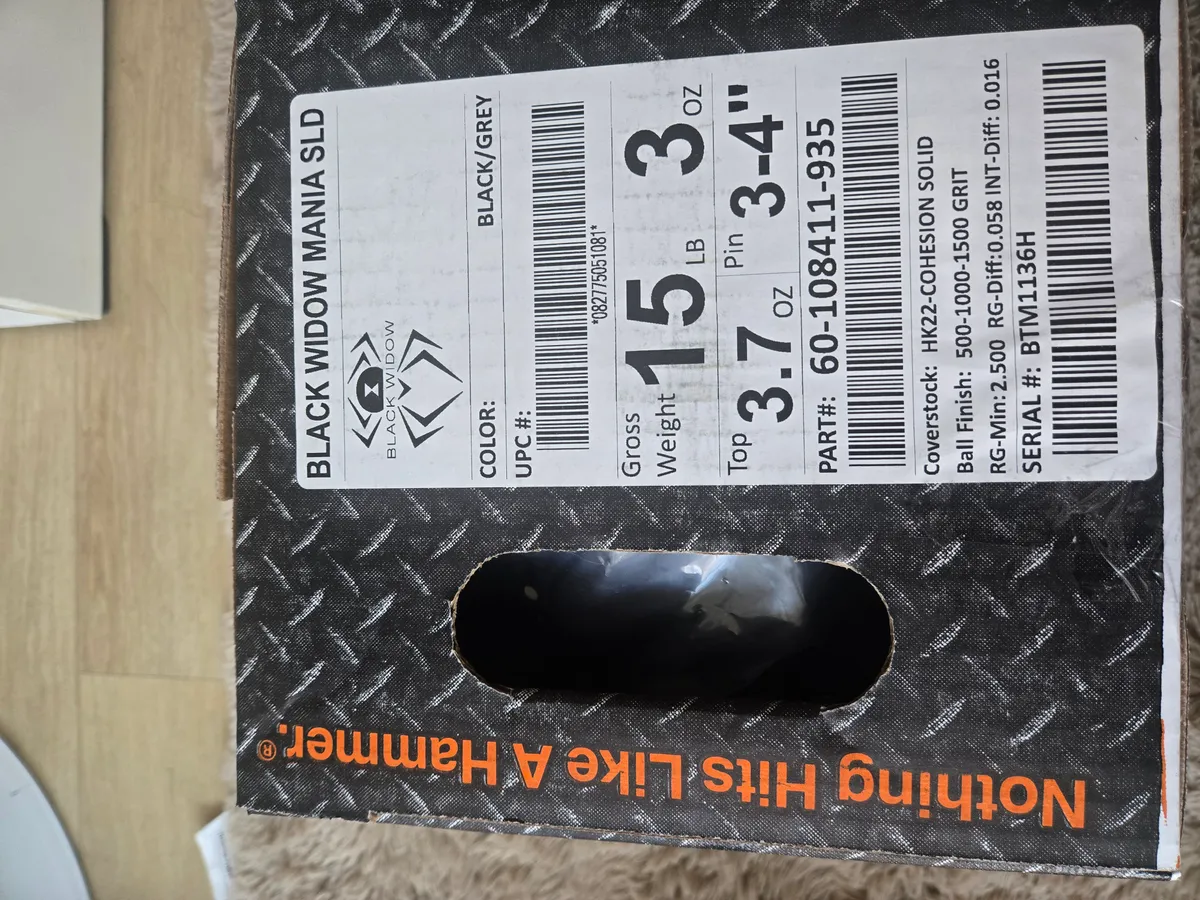 BLACK WIDOW MANIA SLD
BLACK WIDOW
COLOR: BLACK/GREY
UPC #:
*082775051081*
Gross Weight 15 LB 3 OZ
Top 3.7 OZ Pin 3-4"
PART#: 60-108411-935
Coverstock: HK22-COHESION SOLID
Ball Finish: 500-1000-1500 GRIT
RG-Min:2.500 RG-Diff:0.058 INT-Diff: 0.016
SERIAL #: BTM1136H
Nothing Hits Like A Hammer.®